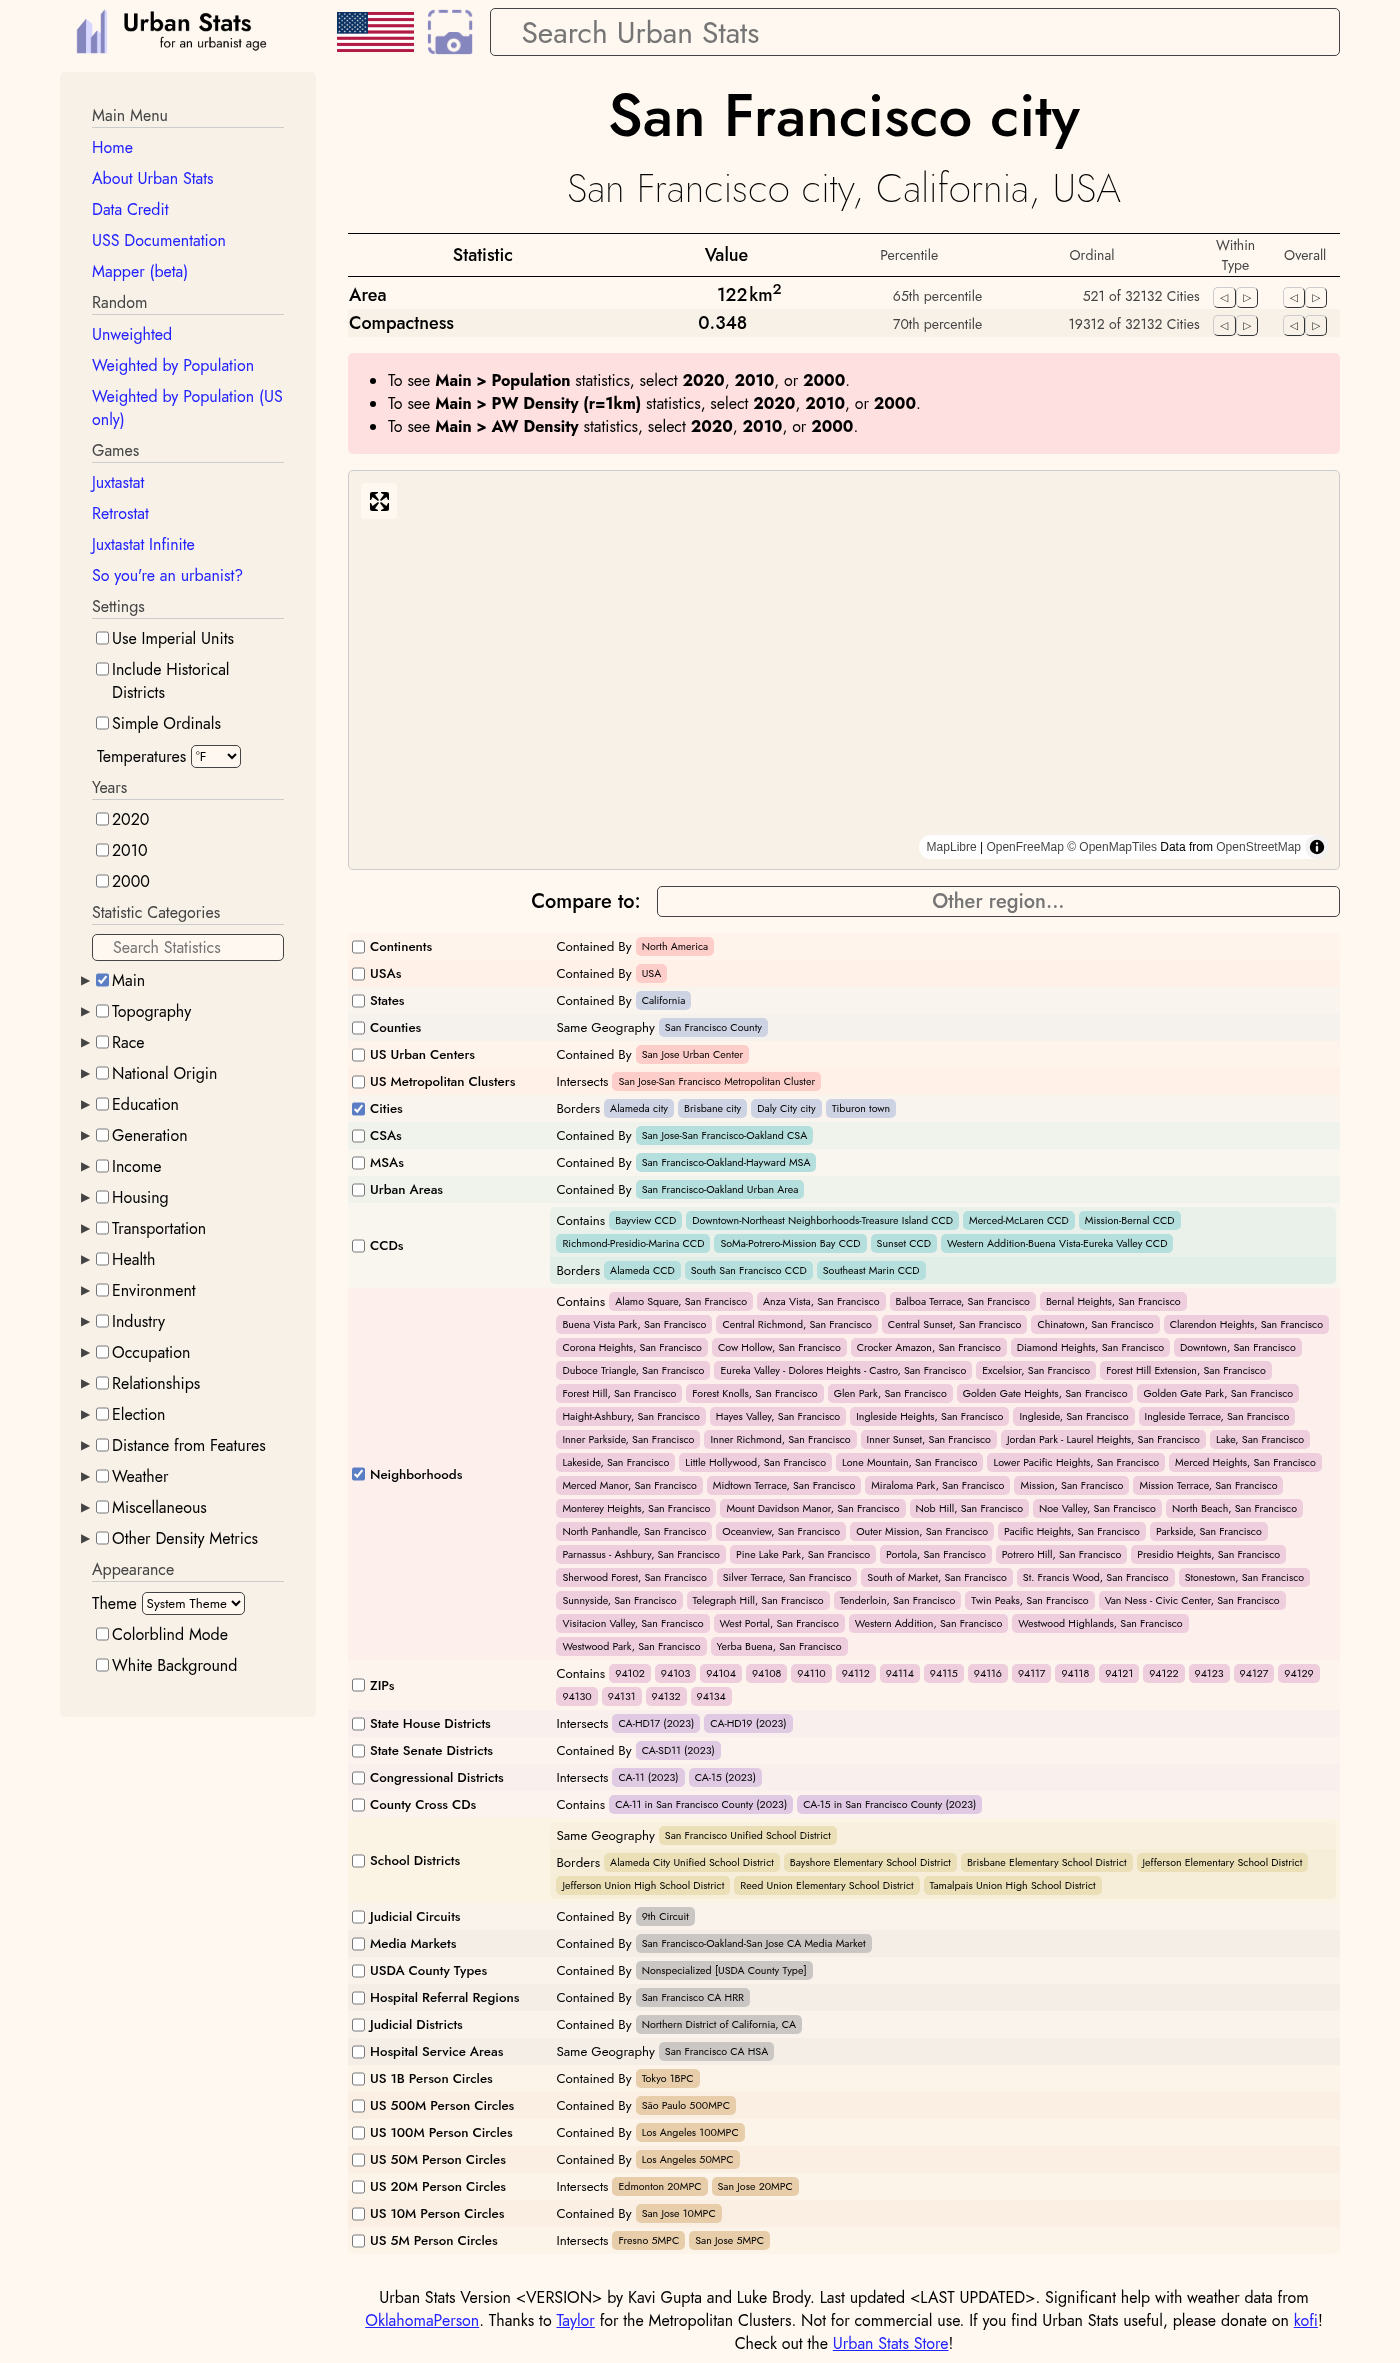 Urban Stats
for an urbanist age
Search Urban Stats
Main Menu
Home
About Urban Stats
Data Credit
USS Documentation
Mapper (beta)
Random
Unweighted
Weighted by Population
Weighted by Population (US
only)
Games
Juxtastat
Retrostat
Juxtastat Infinite
So you're an urbanist?
Settings
Use Imperial Units
Include Historical
Districts
Simple Ordinals
Temperatures °F
Years
2020
2010
2000
Statistic Categories
Search Statistics
Main
Topography
Race
National Origin
Education
Generation
Income
Housing
Transportation
Health
Environment
Industry
Occupation
Relationships
Election
Distance from Features
Weather
Miscellaneous
Other Density Metrics
Appearance
Theme System Theme
Colorblind Mode
White Background
San Francisco city
San Francisco city, California, USA
Statistic Value Percentile Ordinal Within Type Overall
Area 122 km² 65th percentile 521 of 32132 Cities
Compactness 0.348 70th percentile 19312 of 32132 Cities
• To see Main > Population statistics, select 2020, 2010, or 2000.
• To see Main > PW Density (r=1km) statistics, select 2020, 2010, or 2000.
• To see Main > AW Density statistics, select 2020, 2010, or 2000.
MapLibre | OpenFreeMap © OpenMapTiles Data from OpenStreetMap
Compare to: Other region...
Continents Contained By North America
USAs Contained By USA
States Contained By California
Counties Same Geography San Francisco County
US Urban Centers Contained By San Jose Urban Center
US Metropolitan Clusters Intersects San Jose-San Francisco Metropolitan Cluster
Cities Borders Alameda city Brisbane city Daly City city Tiburon town
CSAs Contained By San Jose-San Francisco-Oakland CSA
MSAs Contained By San Francisco-Oakland-Hayward MSA
Urban Areas Contained By San Francisco-Oakland Urban Area
CCDs
Contains Bayview CCD Downtown-Northeast Neighborhoods-Treasure Island CCD Merced-McLaren CCD Mission-Bernal CCD
Richmond-Presidio-Marina CCD SoMa-Potrero-Mission Bay CCD Sunset CCD Western Addition-Buena Vista-Eureka Valley CCD
Borders Alameda CCD South San Francisco CCD Southeast Marin CCD
Neighborhoods
Contains Alamo Square, San Francisco Anza Vista, San Francisco Balboa Terrace, San Francisco Bernal Heights, San Francisco
Buena Vista Park, San Francisco Central Richmond, San Francisco Central Sunset, San Francisco Chinatown, San Francisco Clarendon Heights, San Francisco
Corona Heights, San Francisco Cow Hollow, San Francisco Crocker Amazon, San Francisco Diamond Heights, San Francisco Downtown, San Francisco
Duboce Triangle, San Francisco Eureka Valley - Dolores Heights - Castro, San Francisco Excelsior, San Francisco Forest Hill Extension, San Francisco
Forest Hill, San Francisco Forest Knolls, San Francisco Glen Park, San Francisco Golden Gate Heights, San Francisco Golden Gate Park, San Francisco
Haight-Ashbury, San Francisco Hayes Valley, San Francisco Ingleside Heights, San Francisco Ingleside, San Francisco Ingleside Terrace, San Francisco
Inner Parkside, San Francisco Inner Richmond, San Francisco Inner Sunset, San Francisco Jordan Park - Laurel Heights, San Francisco Lake, San Francisco
Lakeside, San Francisco Little Hollywood, San Francisco Lone Mountain, San Francisco Lower Pacific Heights, San Francisco Merced Heights, San Francisco
Merced Manor, San Francisco Midtown Terrace, San Francisco Miraloma Park, San Francisco Mission, San Francisco Mission Terrace, San Francisco
Monterey Heights, San Francisco Mount Davidson Manor, San Francisco Nob Hill, San Francisco Noe Valley, San Francisco North Beach, San Francisco
North Panhandle, San Francisco Oceanview, San Francisco Outer Mission, San Francisco Pacific Heights, San Francisco Parkside, San Francisco
Parnassus - Ashbury, San Francisco Pine Lake Park, San Francisco Portola, San Francisco Potrero Hill, San Francisco Presidio Heights, San Francisco
Sherwood Forest, San Francisco Silver Terrace, San Francisco South of Market, San Francisco St. Francis Wood, San Francisco Stonestown, San Francisco
Sunnyside, San Francisco Telegraph Hill, San Francisco Tenderloin, San Francisco Twin Peaks, San Francisco Van Ness - Civic Center, San Francisco
Visitacion Valley, San Francisco West Portal, San Francisco Western Addition, San Francisco Westwood Highlands, San Francisco
Westwood Park, San Francisco Yerba Buena, San Francisco
ZIPs
Contains 94102 94103 94104 94108 94110 94112 94114 94115 94116 94117 94118 94121 94122 94123 94127 94129
94130 94131 94132 94134
State House Districts Intersects CA-HD17 (2023) CA-HD19 (2023)
State Senate Districts Contained By CA-SD11 (2023)
Congressional Districts Intersects CA-11 (2023) CA-15 (2023)
County Cross CDs Contains CA-11 in San Francisco County (2023) CA-15 in San Francisco County (2023)
School Districts
Same Geography San Francisco Unified School District
Borders Alameda City Unified School District Bayshore Elementary School District Brisbane Elementary School District Jefferson Elementary School District
Jefferson Union High School District Reed Union Elementary School District Tamalpais Union High School District
Judicial Circuits Contained By 9th Circuit
Media Markets Contained By San Francisco-Oakland-San Jose CA Media Market
USDA County Types Contained By Nonspecialized [USDA County Type]
Hospital Referral Regions Contained By San Francisco CA HRR
Judicial Districts Contained By Northern District of California, CA
Hospital Service Areas Same Geography San Francisco CA HSA
US 1B Person Circles Contained By Tokyo 1BPC
US 500M Person Circles Contained By São Paulo 500MPC
US 100M Person Circles Contained By Los Angeles 100MPC
US 50M Person Circles Contained By Los Angeles 50MPC
US 20M Person Circles Intersects Edmonton 20MPC San Jose 20MPC
US 10M Person Circles Contained By San Jose 10MPC
US 5M Person Circles Intersects Fresno 5MPC San Jose 5MPC
Urban Stats Version <VERSION> by Kavi Gupta and Luke Brody. Last updated <LAST UPDATED>. Significant help with weather data from
OklahomaPerson. Thanks to Taylor for the Metropolitan Clusters. Not for commercial use. If you find Urban Stats useful, please donate on kofi!
Check out the Urban Stats Store!